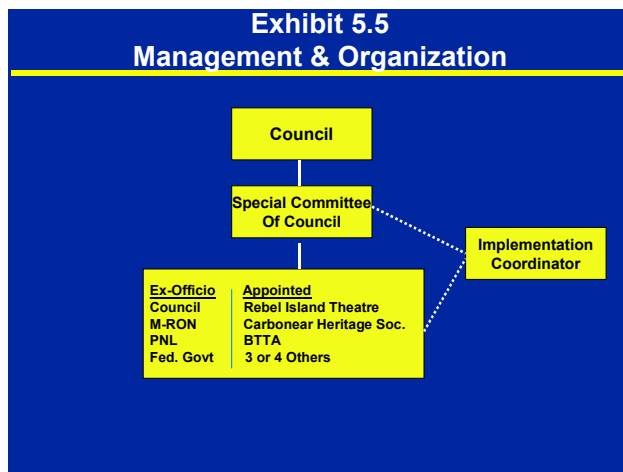 Exhibit 5.5
Management & Organization
Council
Special Committee
Of Council
Implementation
Coordinator
Ex-Officio Appointed
Council Rebel Island Theatre
M-RON Carbonear Heritage Soc.
PNL BTTA
Fed. Govt 3 or 4 Others